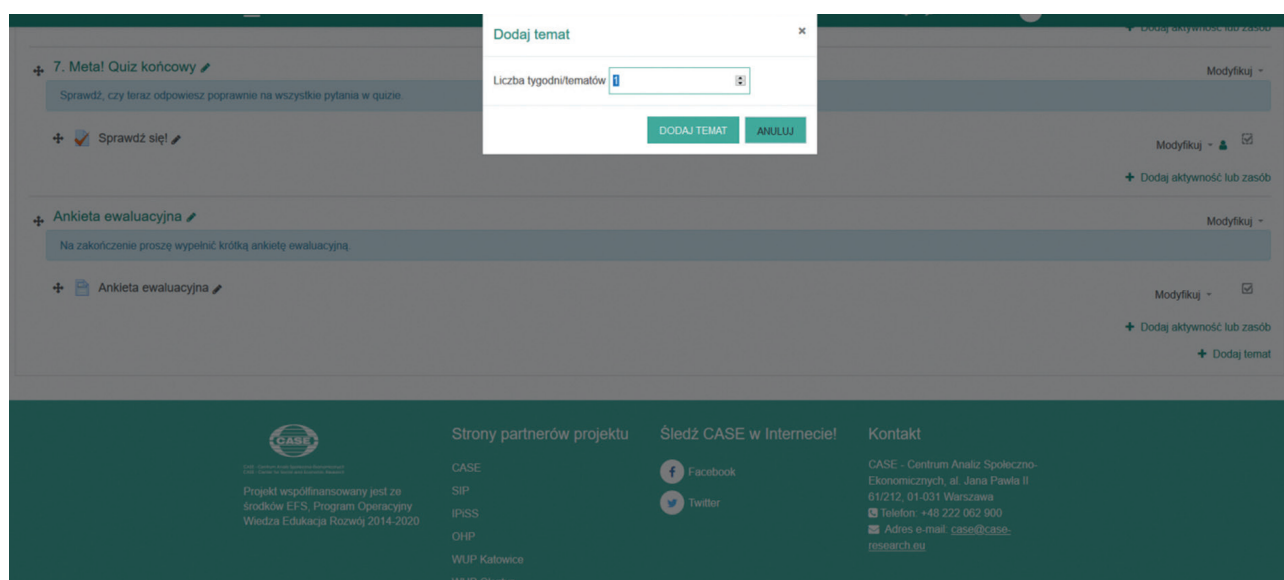 Dodaj temat
×
Liczba tygodni/tematów 1
DODAJ TEMAT ANULUJ
+ Dodaj aktywność lub zasób
7. Meta! Quiz końcowy
Modyfikuj
Sprawdź, czy teraz odpowiesz poprawnie na wszystkie pytania w quizie.
Sprawdź się!
Modyfikuj
+ Dodaj aktywność lub zasób
Ankieta ewaluacyjna
Modyfikuj
Na zakończenie proszę wypełnić krótką ankietę ewaluacyjną
Ankieta ewaluacyjna
Modyfikuj
+ Dodaj aktywność lub zasób
+ Dodaj temat
CASE
Projekt współfinansowany jest ze
środków EFS, Program Operacyjny
Wiedza Edukacja Rozwój 2014-2020
Strony partnerów projektu
CASE
SIP
IPiSS
OHP
WUP Katowice
Śledź CASE w Internecie!
Facebook
Twitter
Kontakt
CASE - Centrum Analiz Społeczno-
Ekonomicznych, al. Jana Pawła II
61/212, 01-031 Warszawa
Telefon: +48 222 062 900
Adres e-mail: case@case-
research.eu